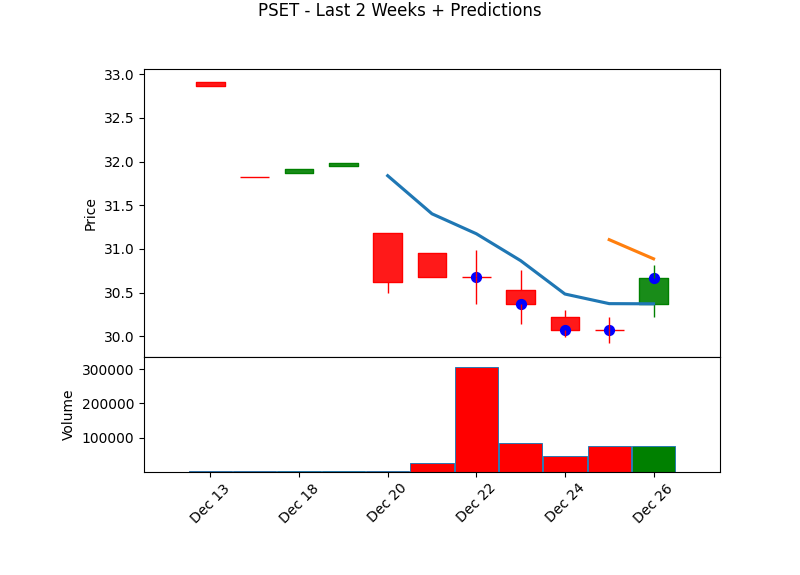 PSET - Last 2 Weeks + Predictions
33.0
32.5
32.0
31.5
31.0
30.5
30.0
Price
300000
200000
100000
Volume
Dec 13
Dec 18
Dec 20
Dec 22
Dec 24
Dec 26